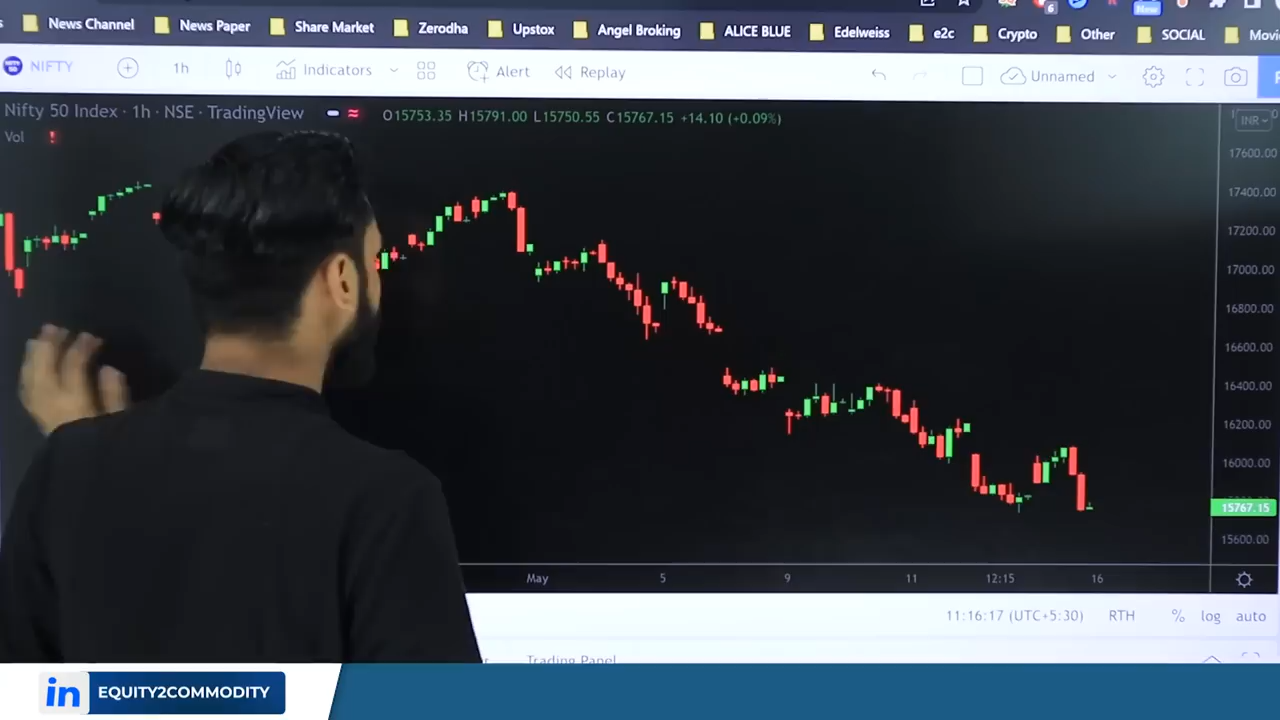 News Channel News Paper Share Market Zerodha Upstox Angel Broking ALICE BLUE Edelweiss e2c Crypto Other SOCIAL Movi
6 New
NIFTY 1h Indicators Alert Replay Unnamed
Nifty 50 Index · 1h · NSE · TradingView O15753.35 H15791.00 L15750.55 C15767.15 +14.10 (+0.09%)
INR
Vol !
17600.00
17400.00
17200.00
17000.00
16800.00
16600.00
16400.00
16200.00
16000.00
15767.15
15600.00
May 5 9 11 12:15 16
11:16:17 (UTC+5:30) RTH % log auto
Trading Panel
in EQUITY2COMMODITY